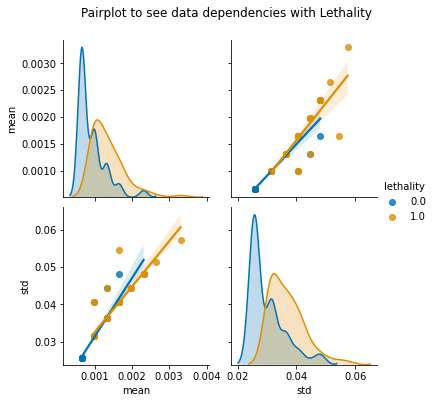 Pairplot to see data dependencies with Lethality
0.0030
0.0025
0.0020
0.0015
0.0010
mean
lethality
0.0
1.0
0.06
0.05
0.04
0.03
std
0.001 0.002 0.003 0.004
mean
0.02 0.04 0.06
std